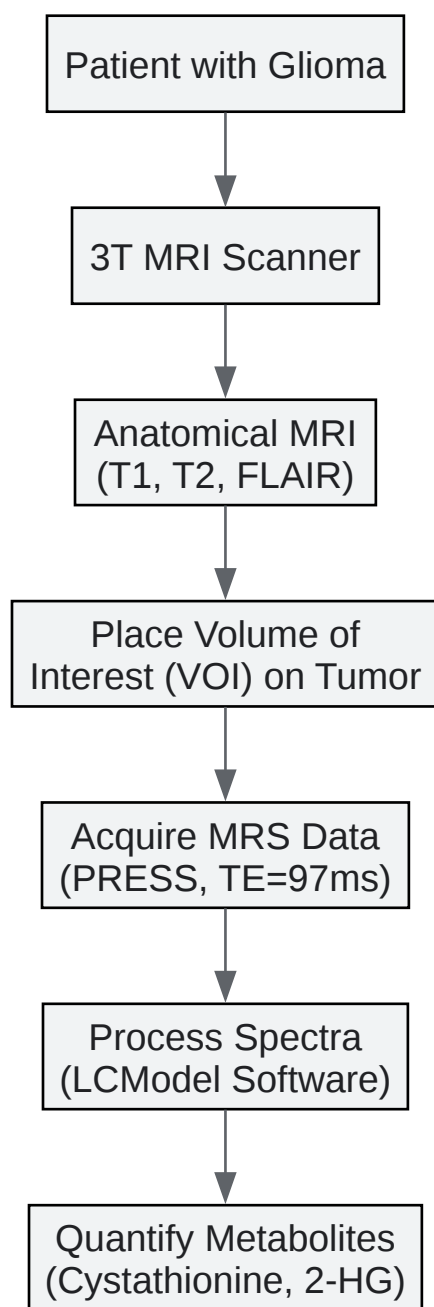 Patient with Glioma
3T MRI Scanner
Anatomical MRI
(T1, T2, FLAIR)
Place Volume of
Interest (VOI) on Tumor
Acquire MRS Data
(PRESS, TE=97ms)
Process Spectra
(LCModel Software)
Quantify Metabolites
(Cystathionine, 2-HG)